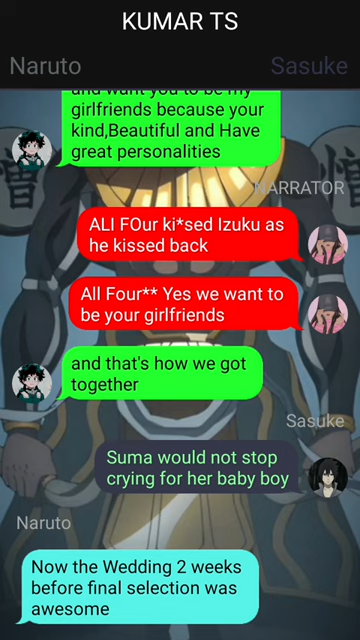 KUMAR TS
Naruto
Sasuke
and want you to be my
girlfriends because your
kind,Beautiful and Have
great personalities
NARRATOR
ALI FOur ki*sed Izuku as
he kissed back
All Four** Yes we want to
be your girlfriends
and that's how we got
together
Sasuke
Suma would not stop
crying for her baby boy
Naruto
Now the Wedding 2 weeks
before final selection was
awesome